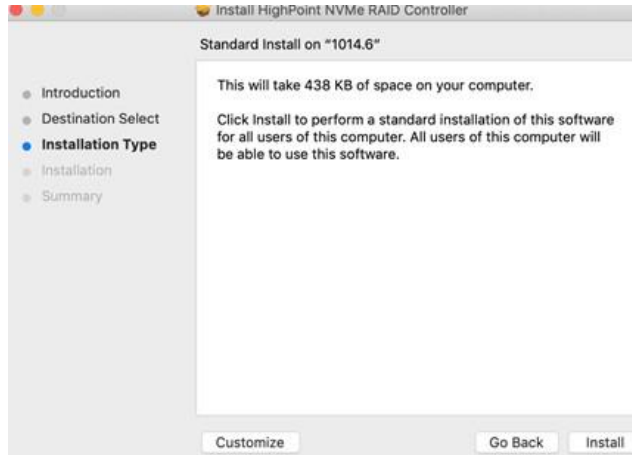 Install HighPoint NVMe RAID Controller
Standard Install on “1014.6”
Introduction
Destination Select
Installation Type
Installation
Summary
This will take 438 KB of space on your computer.
Click Install to perform a standard installation of this software
for all users of this computer. All users of this computer will
be able to use this software.
Customize
Go Back
Install